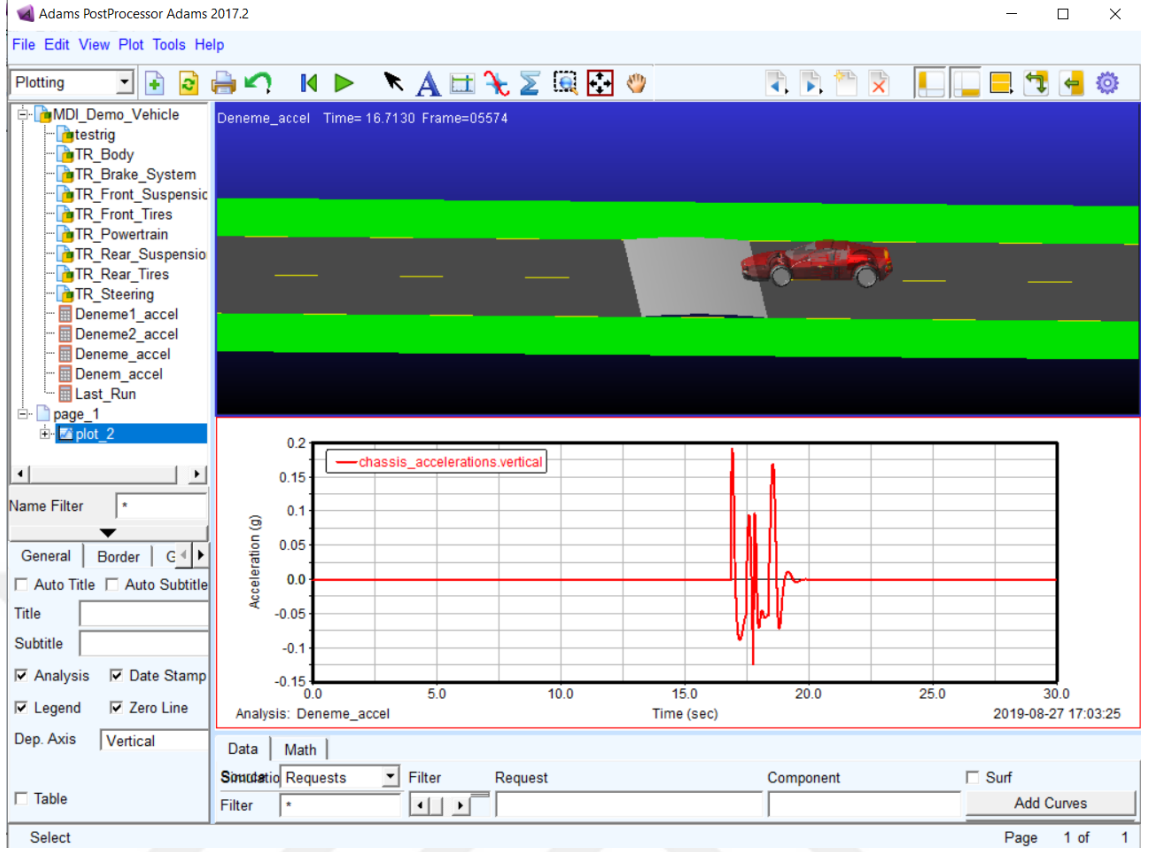 Adams PostProcessor Adams 2017.2
File Edit View Plot Tools Help
Plotting
MDI_Demo_Vehicle
testrig
TR_Body
TR_Brake_System
TR_Front_Suspensio
TR_Front_Tires
TR_Powertrain
TR_Rear_Suspensio
TR_Rear_Tires
TR_Steering
Deneme1_accel
Deneme2_accel
Deneme_accel
Denem_accel
Last_Run
page_1
plot_2
Name Filter *
General Border G
Auto Title Auto Subtitle
Title
Subtitle
Analysis Date Stamp
Legend Zero Line
Dep. Axis Vertical
Table
Select
Deneme_accel Time= 16.7130 Frame=05574
chassis_accelerations.vertical
Acceleration (g)
0.2
0.15
0.1
0.05
0.0
-0.05
-0.1
-0.15
0.0 5.0 10.0 15.0 20.0 25.0 30.0
Analysis: Deneme_accel Time (sec) 2019-08-27 17:03:25
Data Math
Requests Filter Request Component Surf
Filter * Add Curves
Page 1 of 1